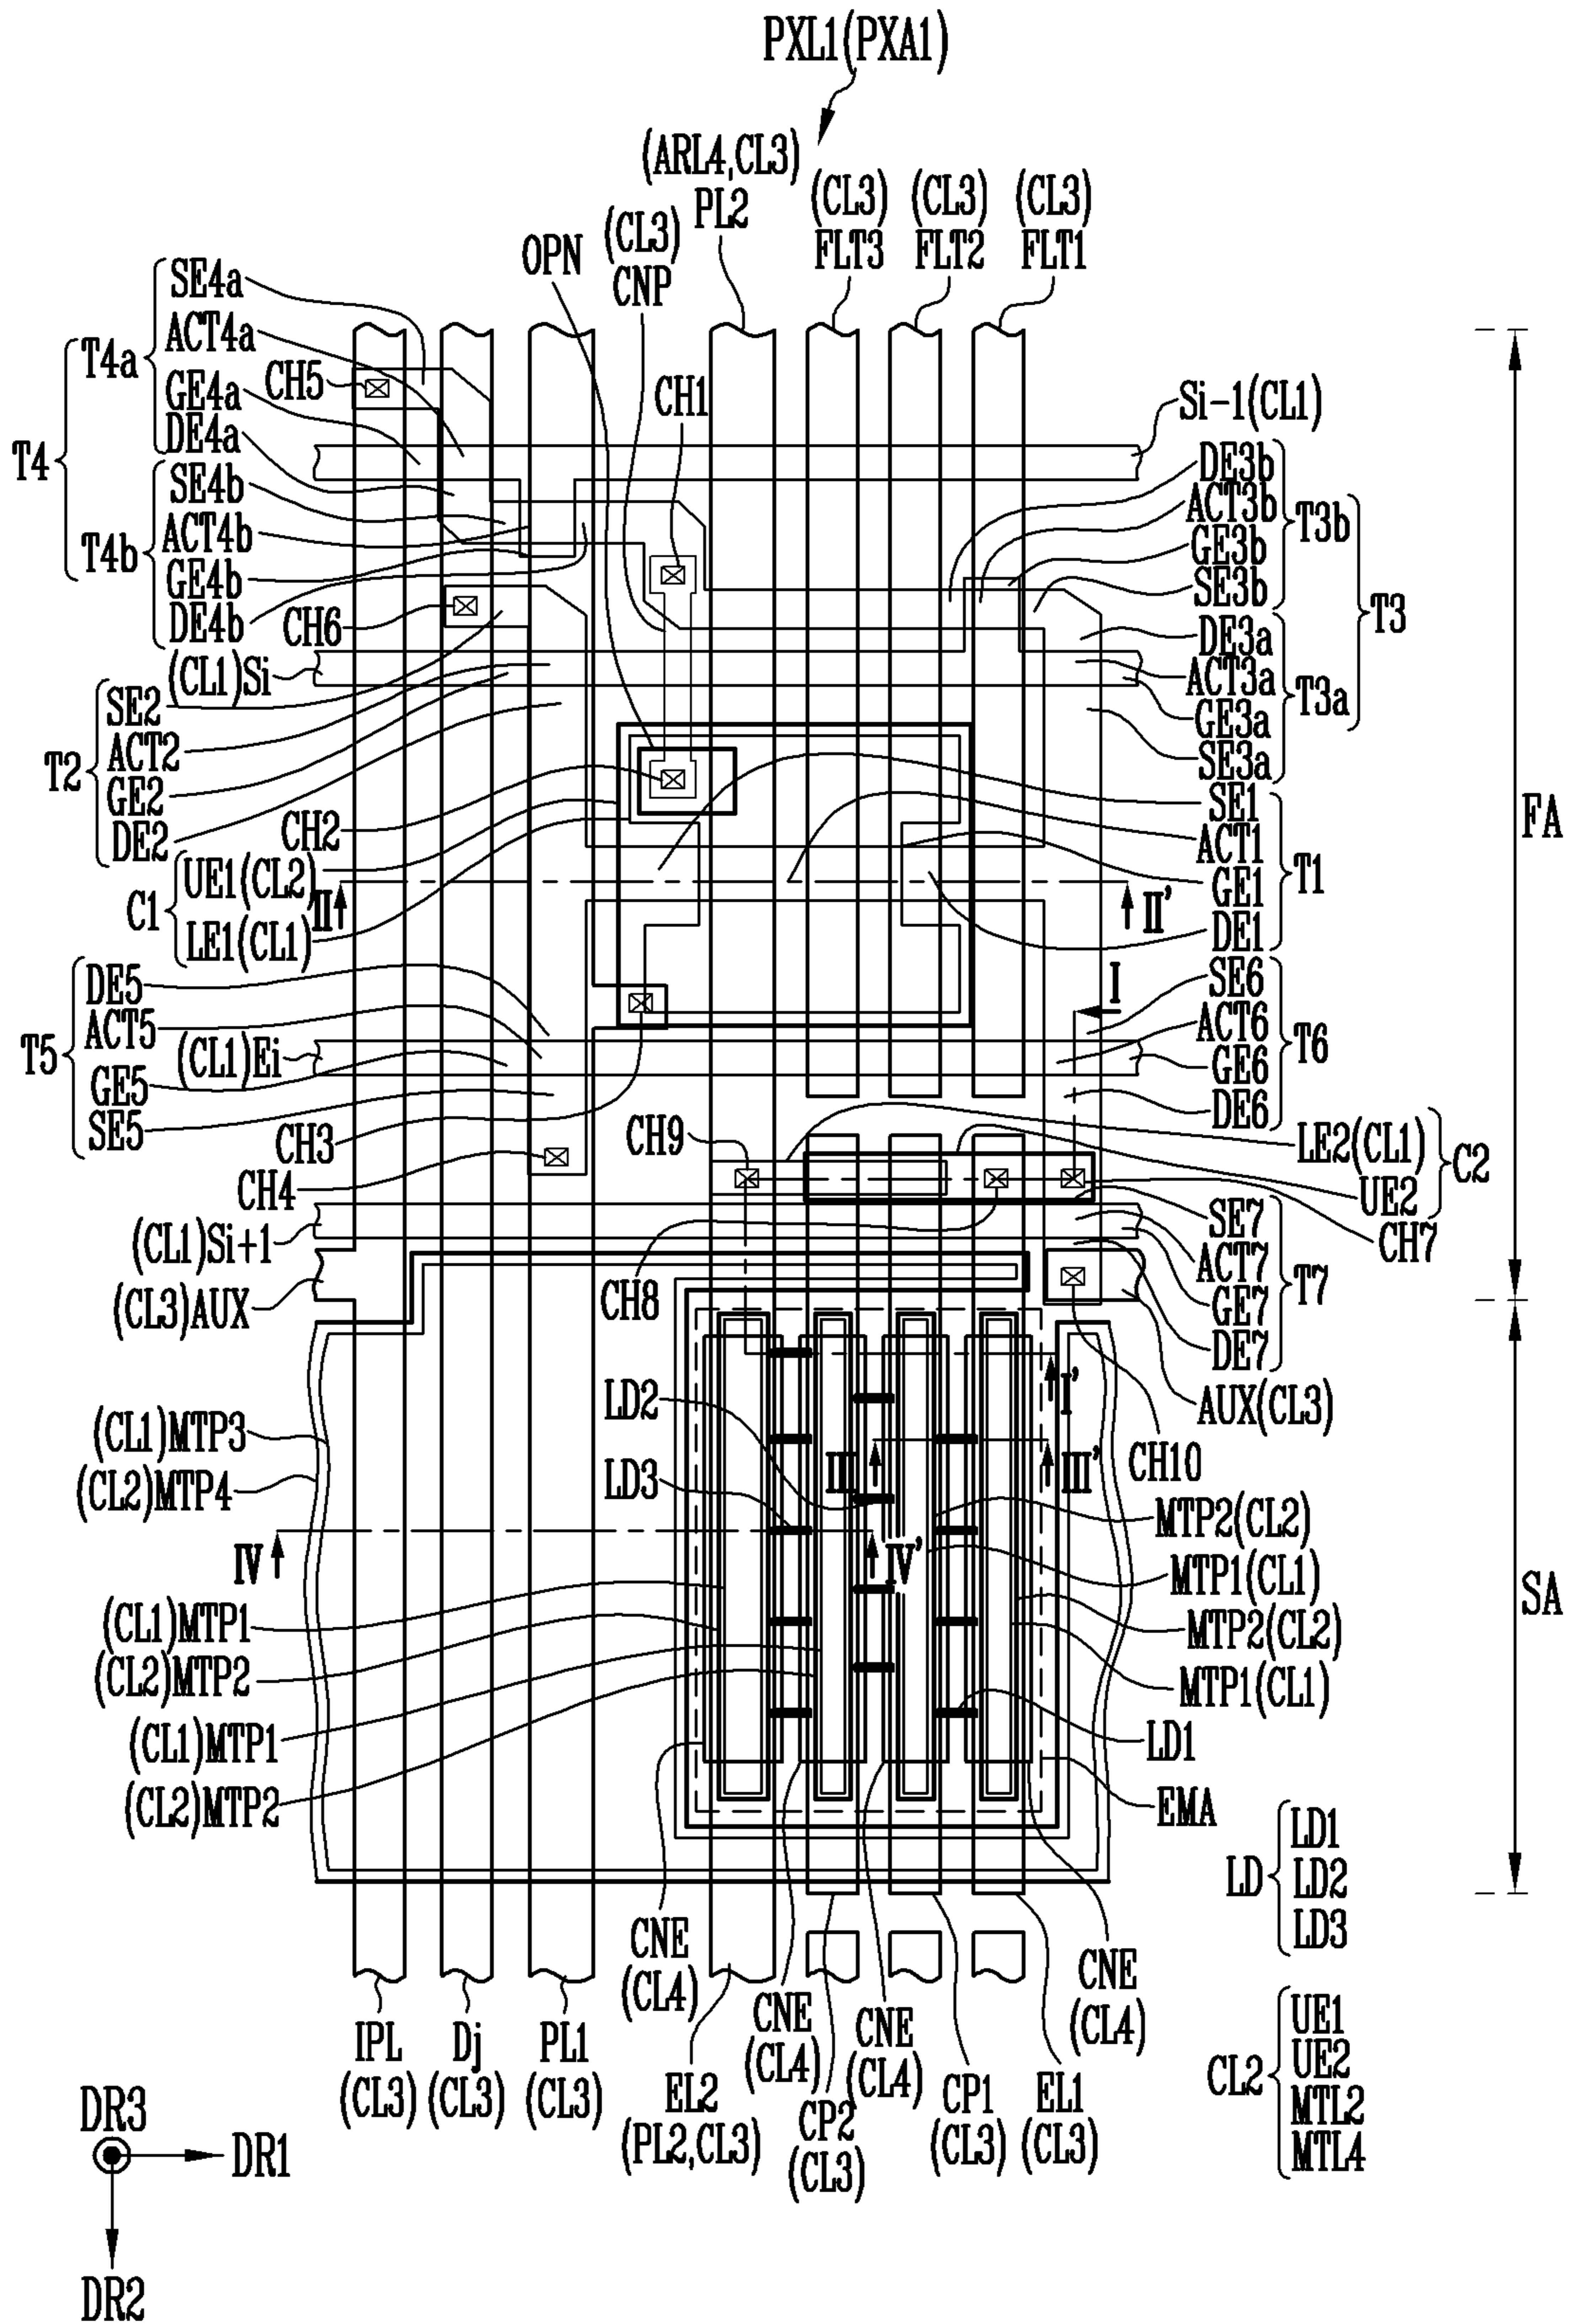 PXL1(PXA1)
(ARL4,CL3)
PL2
(CL3)
FLT3
(CL3)
FLT2
(CL3)
FLT1
(CL3)
CNP
OPN
SE4a
ACT4a
T4a
CH5
GE4a
DE4a
T4
SE4b
ACT4b
T4b
GE4b
DE4b
CH6
CH1
Si-1(CL1)
DE3b
ACT3b
T3b
GE3b
SE3b
T3
DE3a
ACT3a
T3a
GE3a
SE3a
(CL1)Si
SE2
ACT2
T2
GE2
DE2
CH2
SE1
ACT1
T1
GE1
DE1
FA
UE1(CL2)
C1
LE1(CL1)
II
II'
DE5
ACT5
T5
GE5
SE5
(CL1)Ei
I
SE6
ACT6
T6
GE6
DE6
CH3
CH4
CH9
LE2(CL1)
C2
UE2
CH7
(CL1)Si+1
(CL3)AUX
CH8
SE7
ACT7
T7
GE7
DE7
AUX(CL3)
I'
CH10
LD2
LD3
III
III'
(CL1)MTP3
(CL2)MTP4
IV
IV'
MTP2(CL2)
MTP1(CL1)
MTP2(CL2)
MTP1(CL1)
SA
(CL1)MTP1
(CL2)MTP2
(CL1)MTP1
(CL2)MTP2
LD1
EMA
LD
LD1
LD2
LD3
CNE
(CL4)
CNE
(CL4)
CNE
(CL4)
CNE
(CL4)
IPL
(CL3)
Dj
(CL3)
PL1
(CL3)
EL2
(PL2,CL3)
CP2
(CL3)
CP1
(CL3)
EL1
(CL3)
CL2
UE1
UE2
MTL2
MTL4
DR3
DR1
DR2